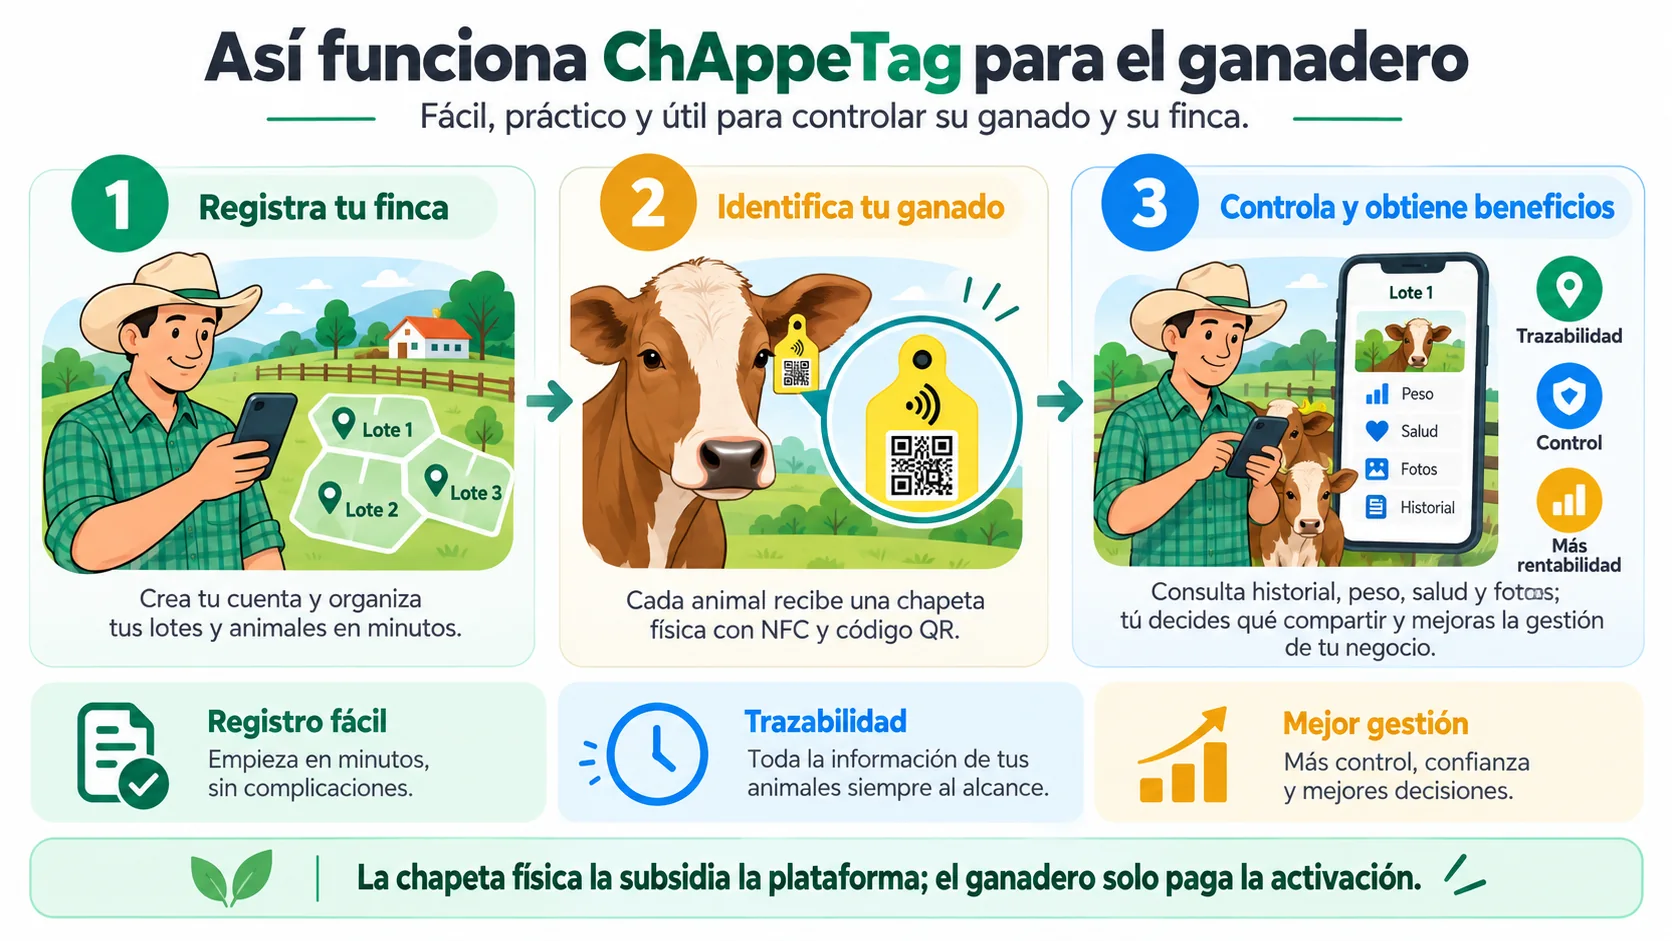 Así funciona ChAppeTag para el ganadero
Fácil, práctico y útil para controlar su ganado y su finca.
1
Registra tu finca
Lote 1
Lote 2
Lote 3
Crea tu cuenta y organiza
tus lotes y animales en minutos.
2
Identifica tu ganado
Cada animal recibe una chapeta
física con NFC y código QR.
3
Controla y obtiene beneficios
Lote 1
Peso
Salud
Fotos
Historial
Trazabilidad
Control
Más
rentabilidad
Consulta historial, peso, salud y fotos;
tú decides qué compartir y mejoras la gestión
de tu negocio.
Registro fácil
Empieza en minutos,
sin complicaciones.
Trazabilidad
Toda la información de tus
animales siempre al alcance.
Mejor gestión
Más control, confianza
y mejores decisiones.
La chapeta física la subsidia la plataforma; el ganadero solo paga la activación.